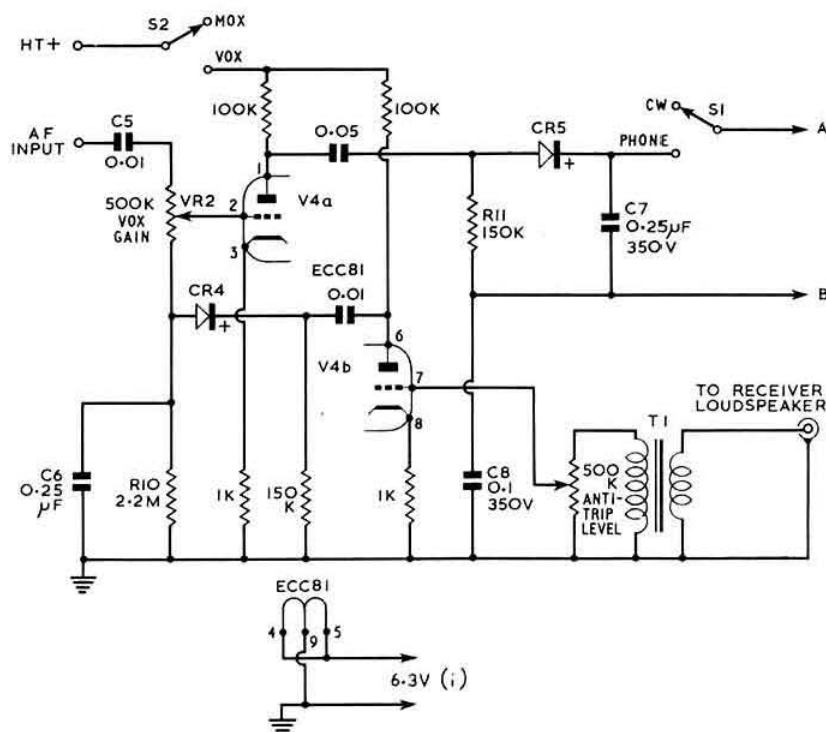 S2
MOX
HT+
VOX
100K
100K
CW
S1
A
C5
0.05
CR5
AF
INPUT
0.01
PHONE
+
1
500K
VOX
GAIN
VR2
2
V4a
R11
150K
C7
0.25µF
350V
3
ECC81
CR4
0.01
B
+
6
V4b
7
TO RECEIVER
LOUDSPEAKER
8
T1
C6
0.25
µF
R10
2.2M
1K
150
K
1K
C8
0.1
350V
500
K
ANTI-
TRIP
LEVEL
ECC81
4
9
5
6.3V (i)